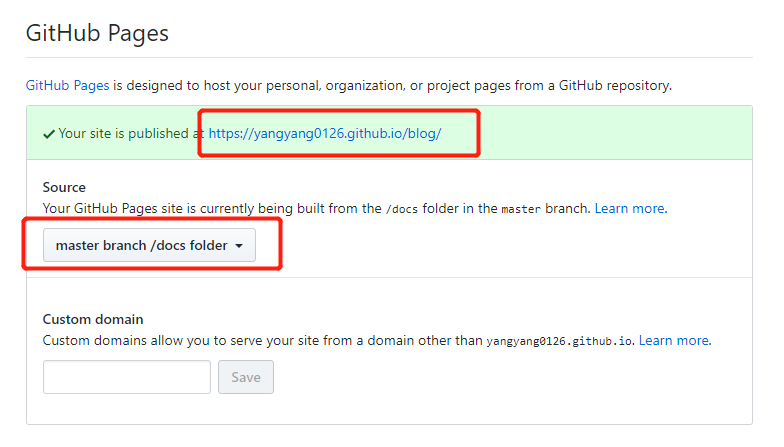 GitHub Pages
GitHub Pages is designed to host your personal, organization, or project pages from a GitHub repository.
Your site is published at https://yangyang0126.github.io/blog/
Source
Your GitHub Pages site is currently being built from the /docs folder in the master branch. Learn more.
master branch /docs folder
Custom domain
Custom domains allow you to serve your site from a domain other than yangyang0126.github.io. Learn more.
Save